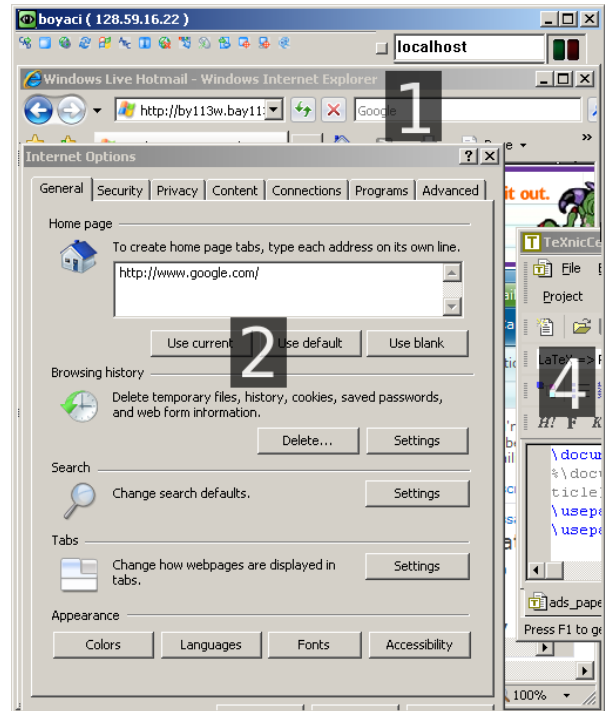 boyaci ( 128.59.16.22 )
localhost
Windows Live Hotmail - Windows Internet Explorer
1
http://by113w.bay11
Google
»
Internet Options
General Security Privacy Content Connections Programs Advanced
it out.
Home page
To create home page tabs, type each address on its own line.
http://www.google.com/
TeXnicCe
File
Project
Use current Use default Use blank
2
LaTeX => P
4
Browsing history
Delete temporary files, history, cookies, saved passwords,
and web form information.
H! F K
Delete... Settings
\docum
%\docu
ticle]
\usepa
\usepa
Search
Change search defaults.
Settings
Tabs
Change how webpages are displayed in
tabs.
Settings
ads_pape
Press F1 to ge
Appearance
Colors Languages Fonts Accessibility
100%